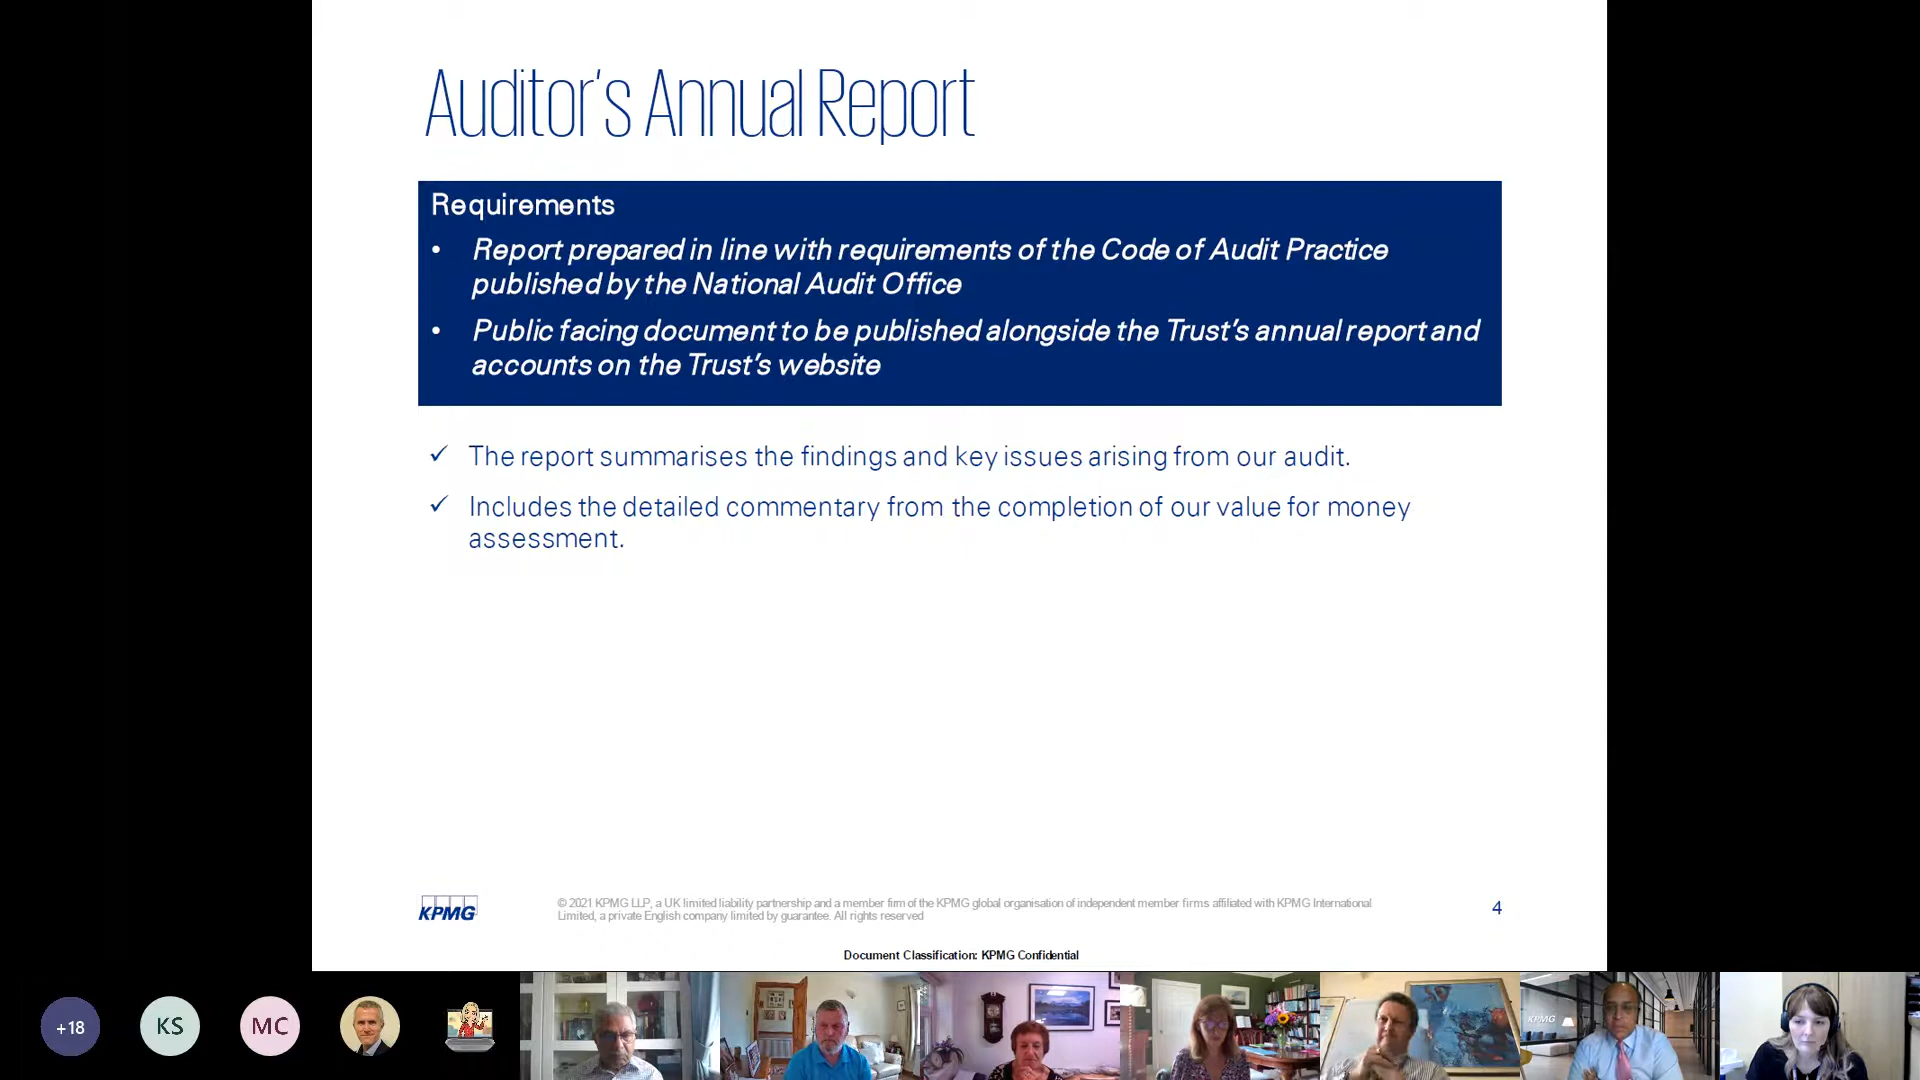 Auditor's Annual Report
Requirements
• Report prepared in line with requirements of the Code of Audit Practice
published by the National Audit Office
• Public facing document to be published alongside the Trust's annual report and
accounts on the Trust's website
✓ The report summarises the findings and key issues arising from our audit.
✓ Includes the detailed commentary from the completion of our value for money
assessment.
KPMG
© 2021 KPMG LLP, a UK limited liability partnership and a member firm of the KPMG global organisation of independent member firms affiliated with KPMG International
Limited, a private English company limited by guarantee. All rights reserved
4
Document Classification: KPMG Confidential
+18
KS
MC
KPMG